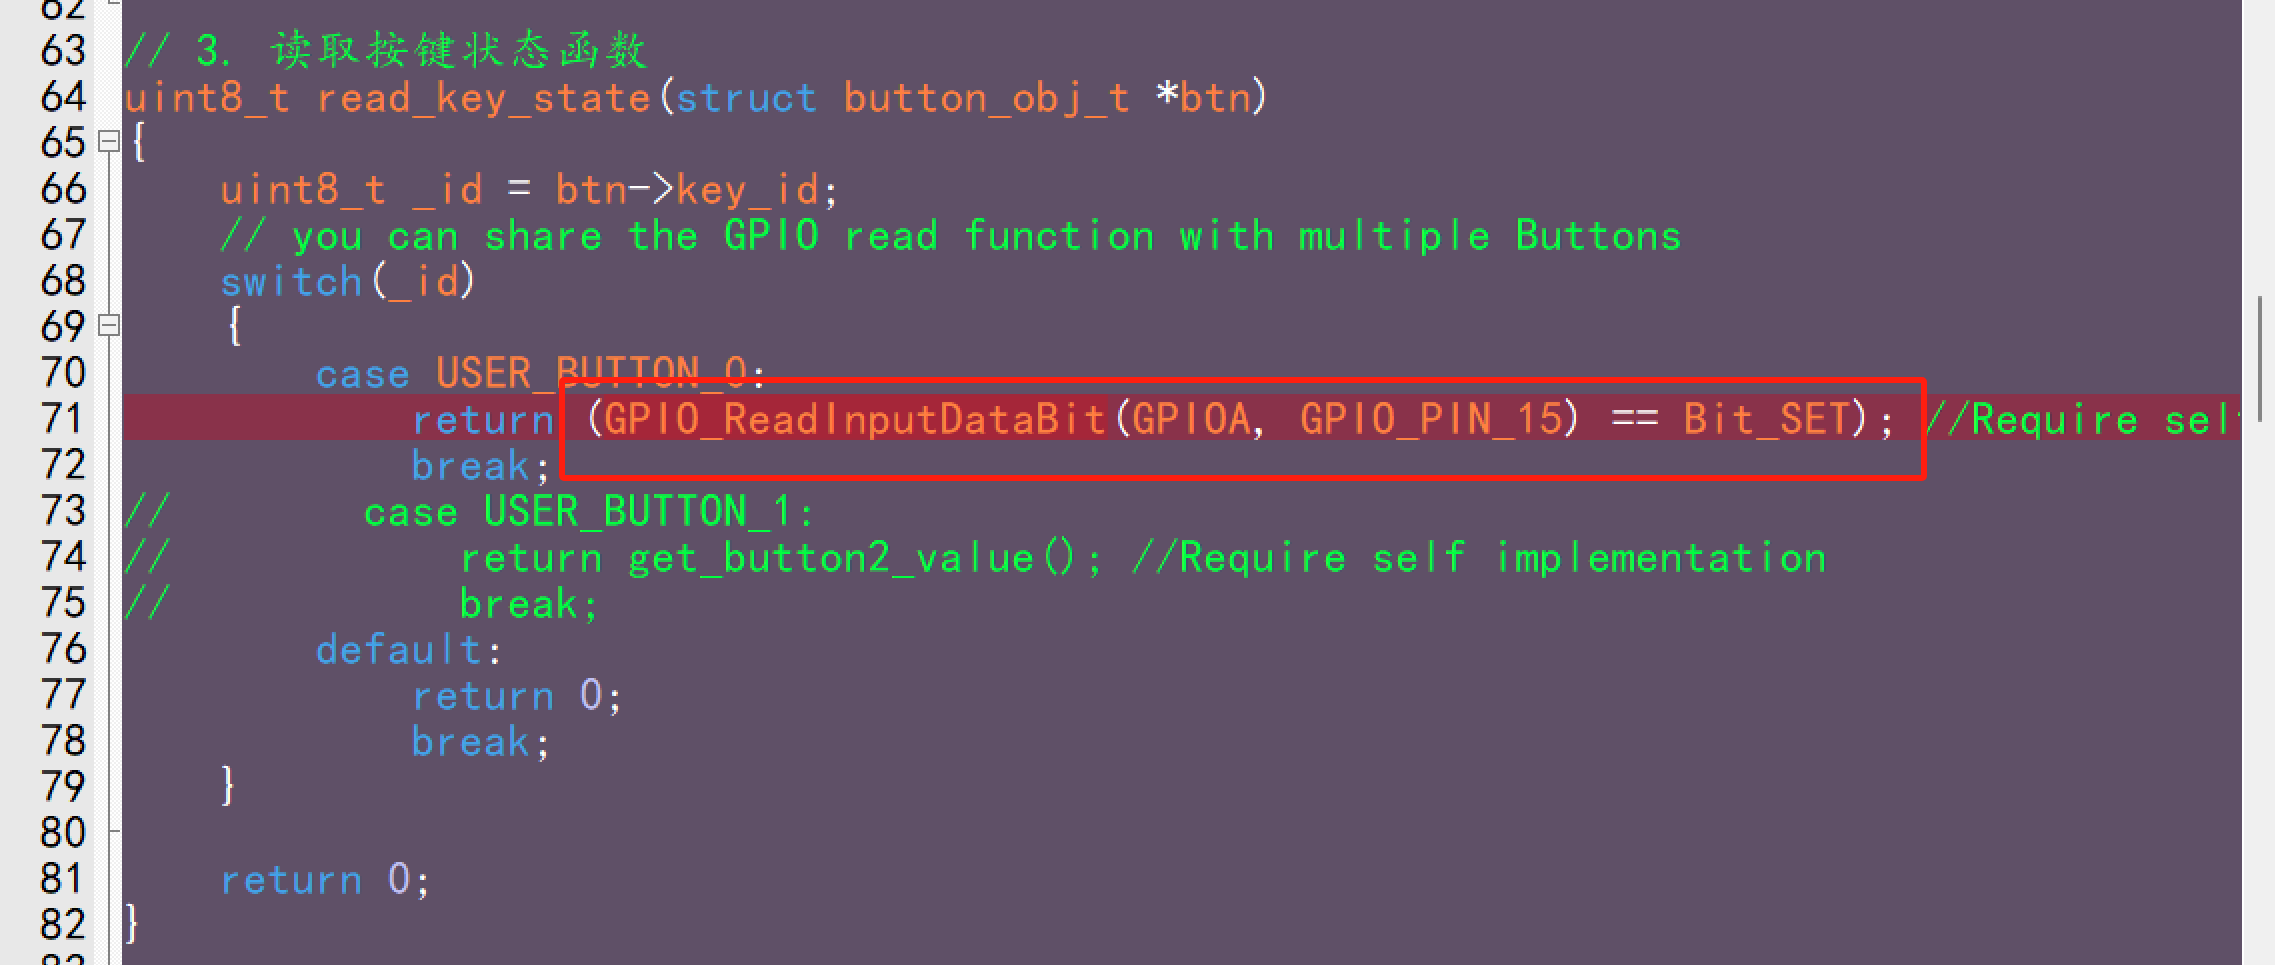 62
63 // 3. 读取按键状态函数
64 uint8_t read_key_state(struct button_obj_t *btn)
65 {
66 uint8_t _id = btn->key_id;
67 // you can share the GPIO read function with multiple Buttons
68 switch(_id)
69 {
70 case USER_BUTTON_0:
71 return (GPIO_ReadInputDataBit(GPIOA, GPIO_PIN_15) == Bit_SET); //Require sel
72 break;
73 // case USER_BUTTON_1:
74 // return get_button2_value(); //Require self implementation
75 // break;
76 default:
77 return 0;
78 break;
79 }
80
81 return 0;
82 }